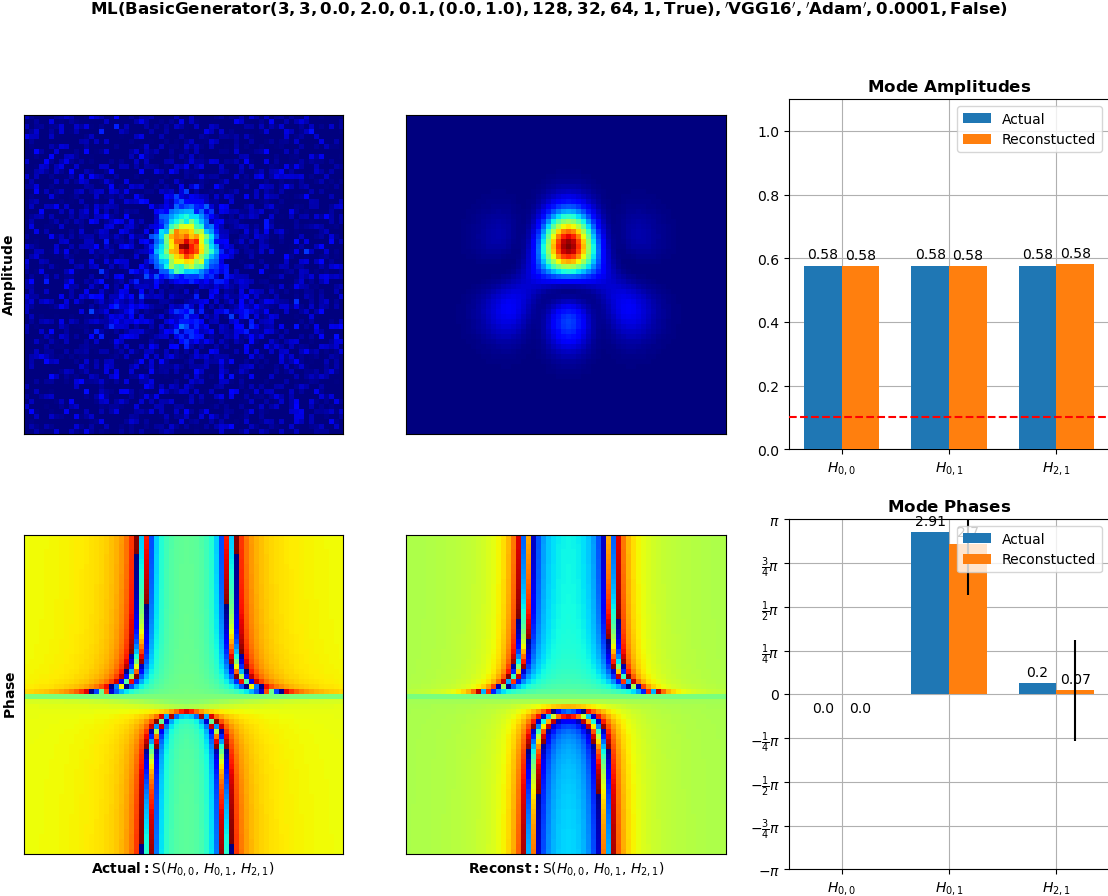 ML(BasicGenerator(3, 3, 0.0, 2.0, 0.1, (0.0, 1.0), 128, 32, 64, 1, True), ′VGG16′, ′Adam′, 0.0001, False)
Amplitude
Mode Amplitudes
Actual
Reconstucted
1.0
0.8
0.6
0.4
0.2
0.0
0.58 0.58 0.58 0.58 0.58 0.58
H₀,₀ H₀,₁ H₂,₁
Phase
Actual: S(H₀,₀, H₀,₁, H₂,₁)
Reconst: S(H₀,₀, H₀,₁, H₂,₁)
Mode Phases
Actual
Reconstucted
π
3/4π
1/2π
1/4π
0
−1/4π
−1/2π
−3/4π
−π
0.0 0.0 2.91 0.2 0.07
H₀,₀ H₀,₁ H₂,₁